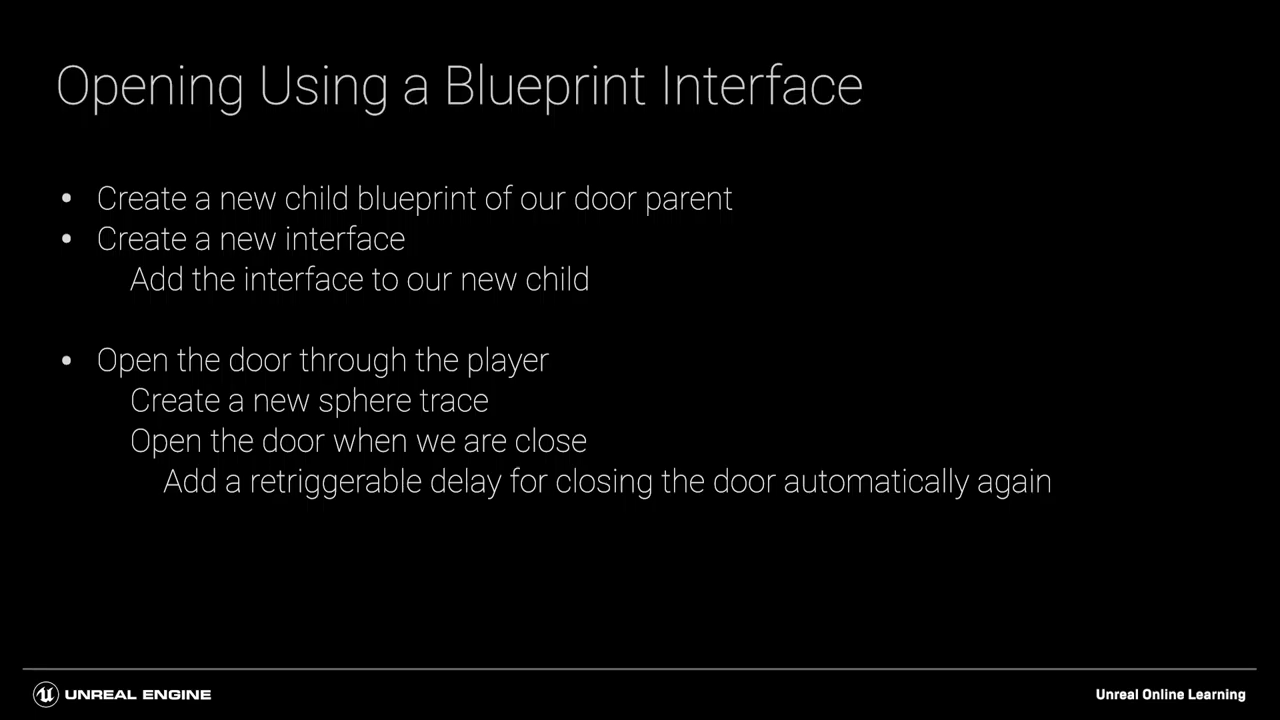 Opening Using a Blueprint Interface
• Create a new child blueprint of our door parent
• Create a new interface
Add the interface to our new child
• Open the door through the player
Create a new sphere trace
Open the door when we are close
Add a retriggerable delay for closing the door automatically again
UNREAL ENGINE
Unreal Online Learning